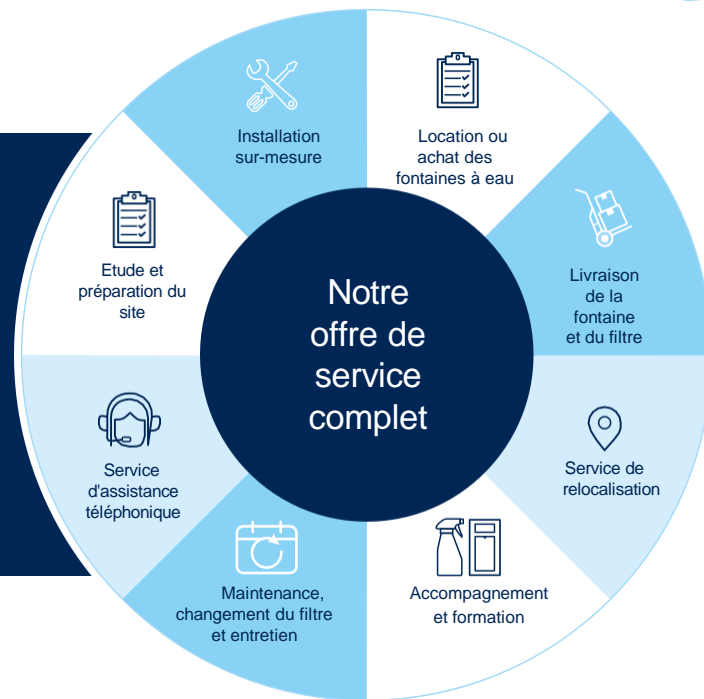 Notre
offre de
service
complet
Location ou
achat des
fontaines à eau
Livraison
de la
fontaine
et du filtre
Service de
relocalisation
Accompagnement
et formation
Maintenance,
changement du filtre
et entretien
Service
d'assistance
téléphonique
Etude et
préparation du
site
Installation
sur-mesure